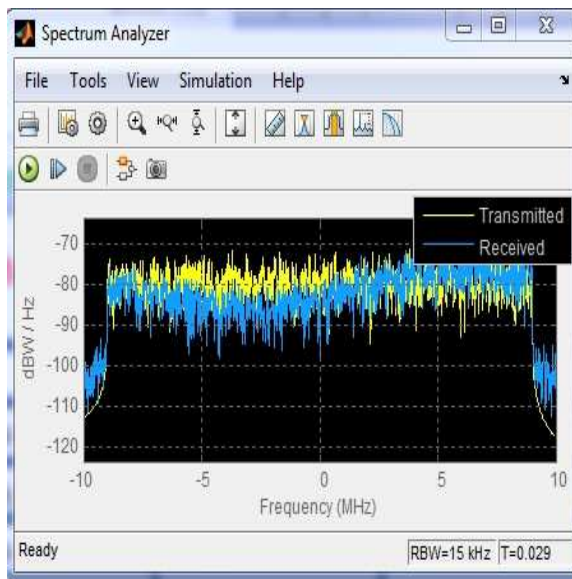 Spectrum Analyzer
File Tools View Simulation Help
Transmitted
Received
-70
-80
-90
-100
-110
-120
dBW / Hz
-10 -5 0 5 10
Frequency (MHz)
Ready RBW=15 kHz T=0.029